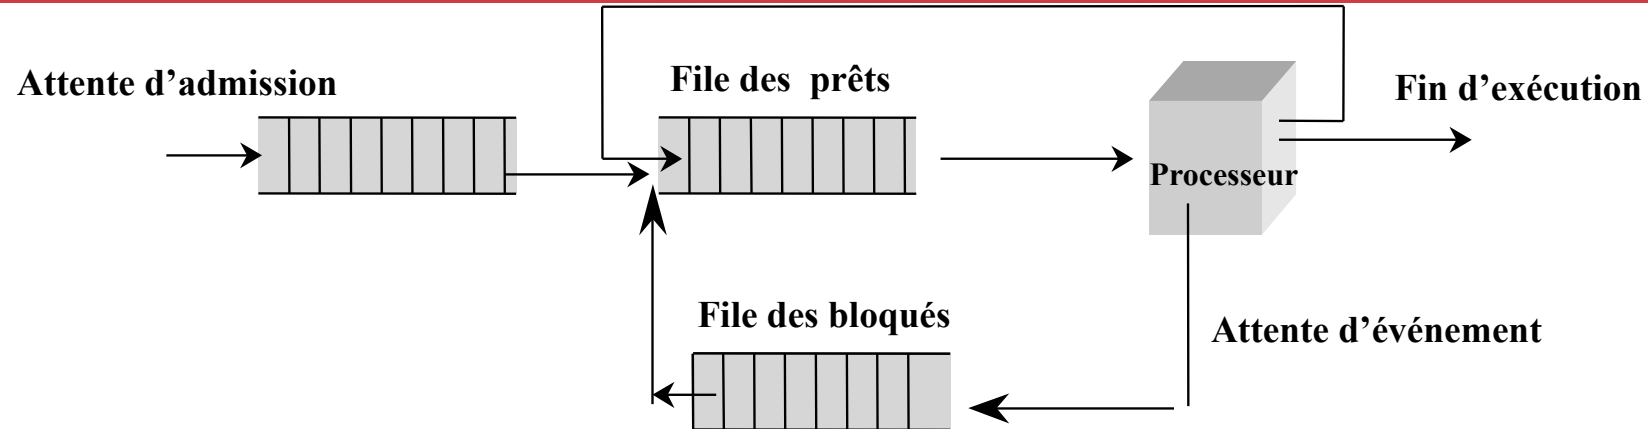 Attente d’admission
File des prêts
Fin d’exécution
Processeur
File des bloqués
Attente d’événement